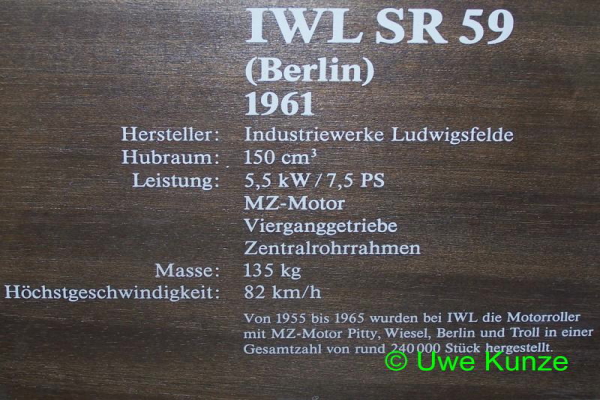 IWL SR 59
(Berlin)
1961
Hersteller: Industriewerke Ludwigsfelde
Hubraum: 150 cm³
Leistung: 5,5 kW / 7,5 PS
MZ-Motor
Vierganggetriebe
Zentralrohrrahmen
Masse: 135 kg
Höchstgeschwindigkeit: 82 km/h
Von 1955 bis 1965 wurden bei IWL die Motorroller
mit MZ-Motor Pitty, Wiesel, Berlin und Troll in einer
Gesamtzahl von rund 240 000 Stück hergestellt.
© Uwe Kunze